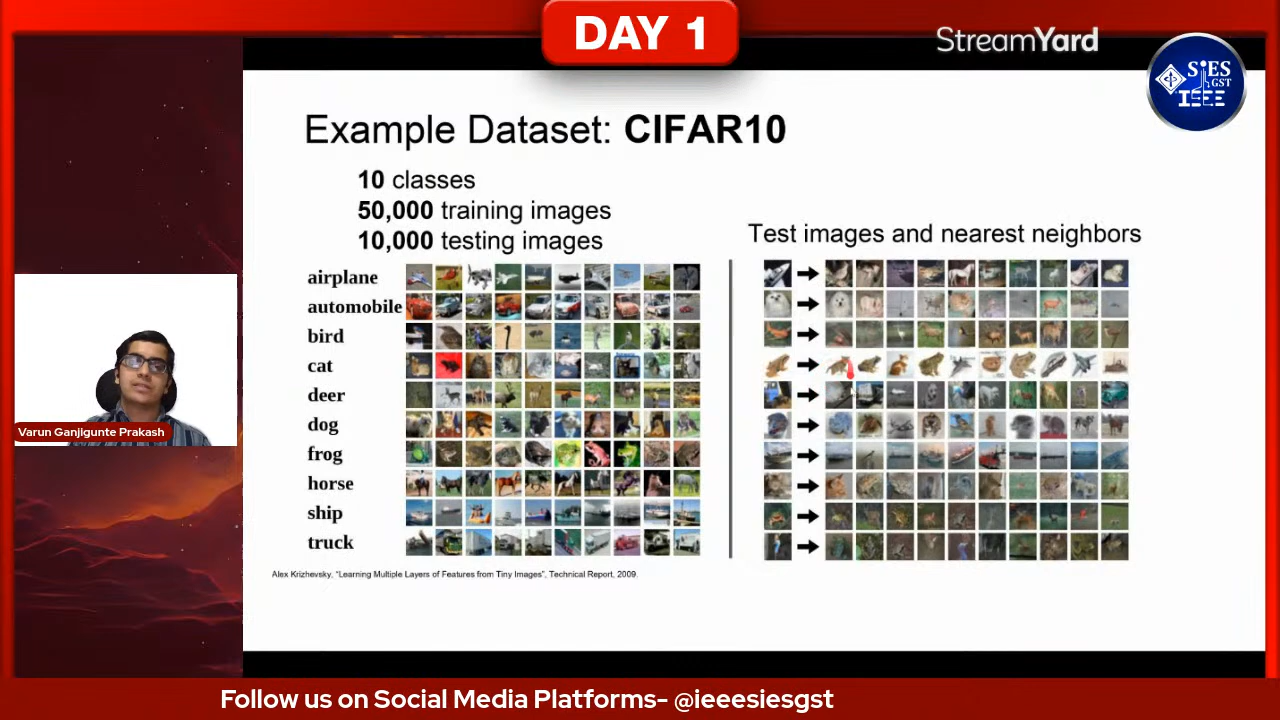 DAY 1
StreamYard
SiES
GST
IEEE
Example Dataset: CIFAR10
10 classes
50,000 training images
10,000 testing images
Test images and nearest neighbors
airplane
automobile
bird
cat
deer
dog
frog
horse
ship
truck
Alex Krizhevsky, "Learning Multiple Layers of Features from Tiny Images", Technical Report, 2009.
Varun Ganjigunte Prakash
Follow us on Social Media Platforms- @ieeesiesgst